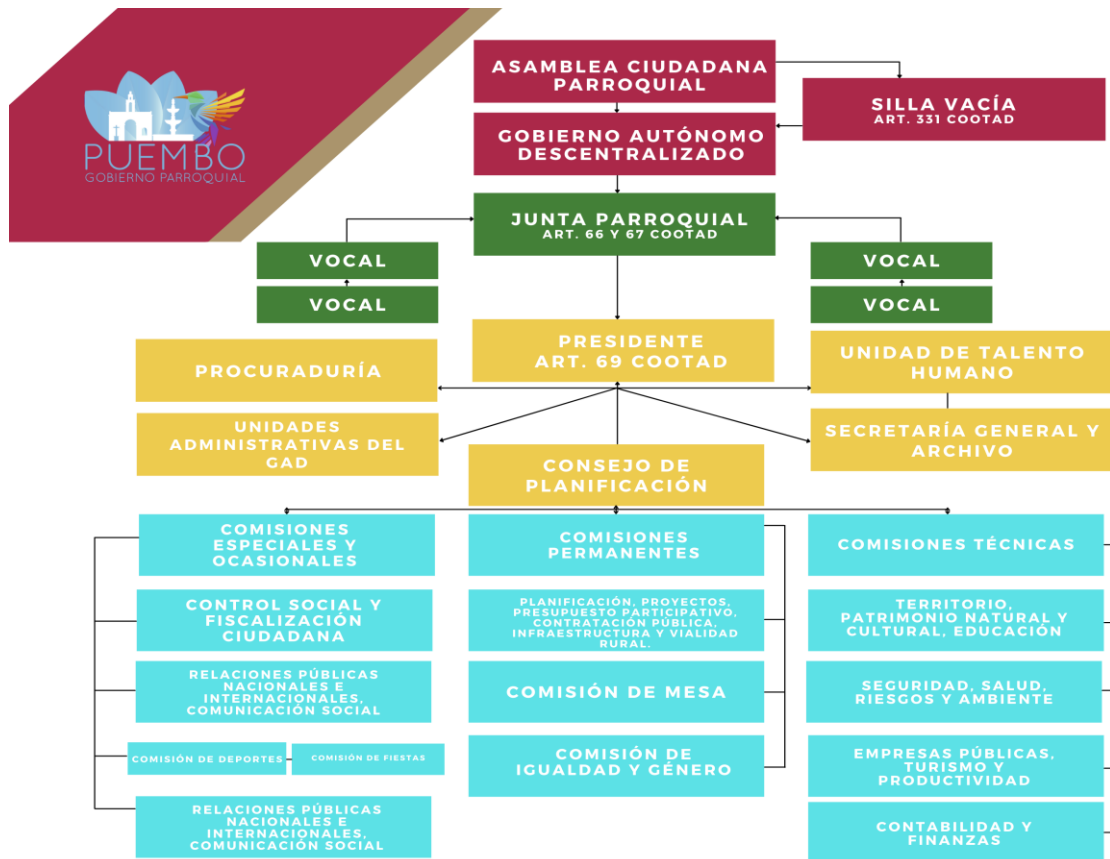 PUEMBO
GOBIERNO PARROQUIAL
ASAMBLEA CIUDADANA
PARROQUIAL
SILLA VACÍA
ART. 331 COOTAD
GOBIERNO AUTÓNOMO
DESCENTRALIZADO
JUNTA PARROQUIAL
ART. 66 Y 67 COOTAD
VOCAL
VOCAL
VOCAL
VOCAL
PRESIDENTE
ART. 69 COOTAD
PROCURADURÍA
UNIDAD DE TALENTO
HUMANO
UNIDADES
ADMINISTRATIVAS DEL
GAD
SECRETARÍA GENERAL Y
ARCHIVO
CONSEJO DE
PLANIFICACIÓN
COMISIONES
ESPECIALES Y
OCASIONALES
CONTROL SOCIAL Y
FISCALIZACIÓN
CIUDADANA
RELACIONES PÚBLICAS
NACIONALES E
INTERNACIONALES,
COMUNICACIÓN SOCIAL
COMISIÓN DE DEPORTES
COMISIÓN DE FIESTAS
RELACIONES PÚBLICAS
NACIONALES E
INTERNACIONALES,
COMUNICACIÓN SOCIAL
COMISIONES
PERMANENTES
PLANIFICACIÓN, PROYECTOS,
PRESUPUESTO PARTICIPATIVO,
CONTRATACIÓN PÚBLICA,
INFRAESTRUCTURA Y VIALIDAD
RURAL.
COMISIÓN DE MESA
COMISIÓN DE
IGUALDAD Y GÉNERO
COMISIONES TÉCNICAS
TERRITORIO,
PATRIMONIO NATURAL Y
CULTURAL, EDUCACIÓN
SEGURIDAD, SALUD,
RIESGOS Y AMBIENTE
EMPRESAS PÚBLICAS,
TURISMO Y
PRODUCTIVIDAD
CONTABILIDAD Y
FINANZAS